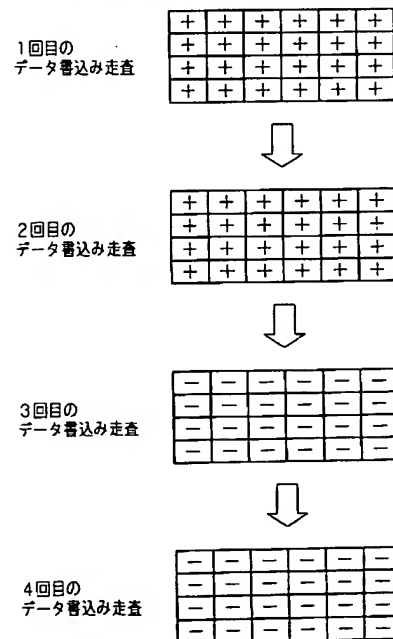 1回目の
データ書込み走査
+ + + + + +
+ + + + + +
+ + + + + +
+ + + + + +
2回目の
データ書込み走査
+ + + + + +
+ + + + + +
+ + + + + +
+ + + + + +
3回目の
データ書込み走査
− − − − − −
− − − − − −
− − − − − −
− − − − − −
4回目の
データ書込み走査
− − − − − −
− − − − − −
− − − − − −
− − − − − −